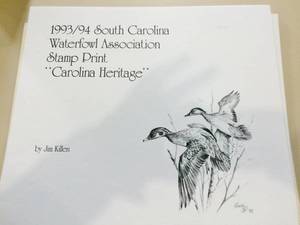 1993/94 South Carolina
Waterfowl Association
Stamp Print
"Carolina Heritage"
by Jim Killen